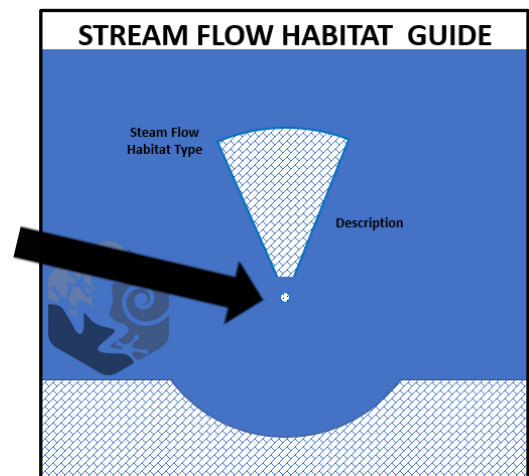 STREAM FLOW HABITAT GUIDE
Steam Flow
Habitat Type
Description